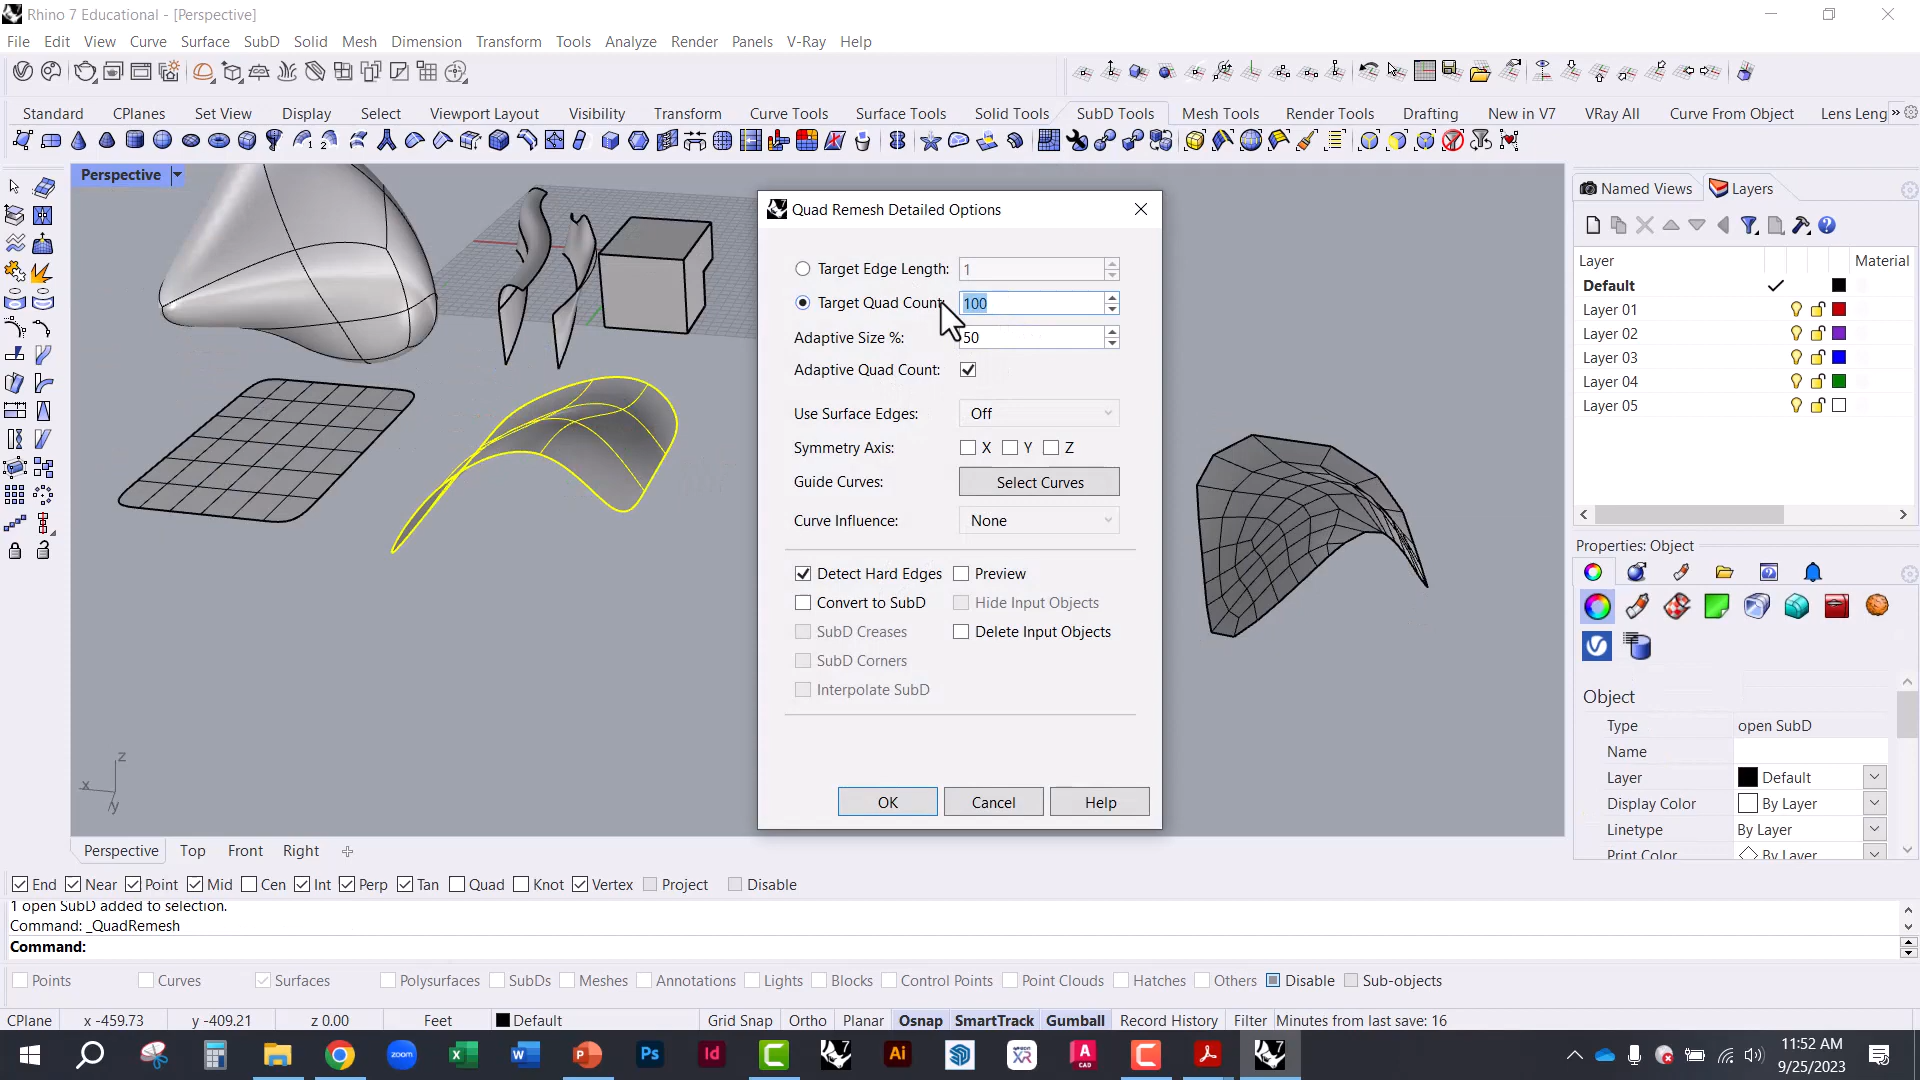 Rhino 7 Educational - [Perspective]
File Edit View Curve Surface SubD Solid Mesh Dimension Transform Tools Analyze Render Panels V-Ray Help
Standard CPlanes Set View Display Select Viewport Layout Visibility Transform Curve Tools Surface Tools Solid Tools SubD Tools Mesh Tools Render Tools Drafting New in V7 VRay All Curve From Object Lens Leng »
Perspective
Quad Remesh Detailed Options
Target Edge Length: 1
Target Quad Count: 100
Adaptive Size %: 50
Adaptive Quad Count:
Use Surface Edges: Off
Symmetry Axis: X Y Z
Guide Curves: Select Curves
Curve Influence: None
Detect Hard Edges Preview
Convert to SubD Hide Input Objects
SubD Creases Delete Input Objects
SubD Corners
Interpolate SubD
OK Cancel Help
Named Views Layers
Layer Material
Default
Layer 01
Layer 02
Layer 03
Layer 04
Layer 05
Properties: Object
Object
Type open SubD
Name
Layer Default
Display Color By Layer
Linetype By Layer
Print Color By Layer
z
x
y
Perspective Top Front Right
End Near Point Mid Cen Int Perp Tan Quad Knot Vertex Project Disable
1 open SubD added to selection.
Command: _QuadRemesh
Command:
Points Curves Surfaces Polysurfaces SubDs Meshes Annotations Lights Blocks Control Points Point Clouds Hatches Others Disable Sub-objects
CPlane x -459.73 y -409.21 z 0.00 Feet Default Grid Snap Ortho Planar Osnap SmartTrack Gumball Record History Filter Minutes from last save: 16
zoom Ps Id Ai XR A CAD 7
11:52 AM
9/25/2023